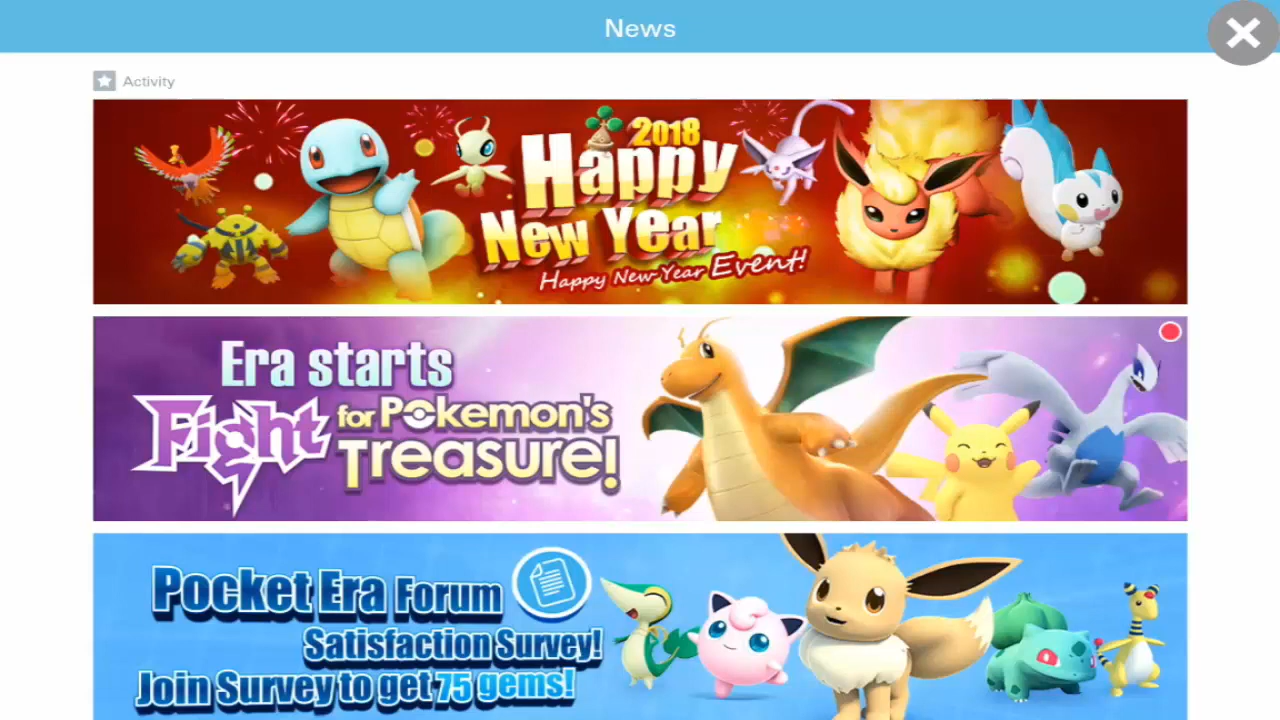 News
Activity
2018
Happy
New Year
Happy New Year Event!
Era starts
Fight for Pokemon's
Treasure!
Pocket Era Forum
Satisfaction Survey!
Join Survey to get 75 gems!